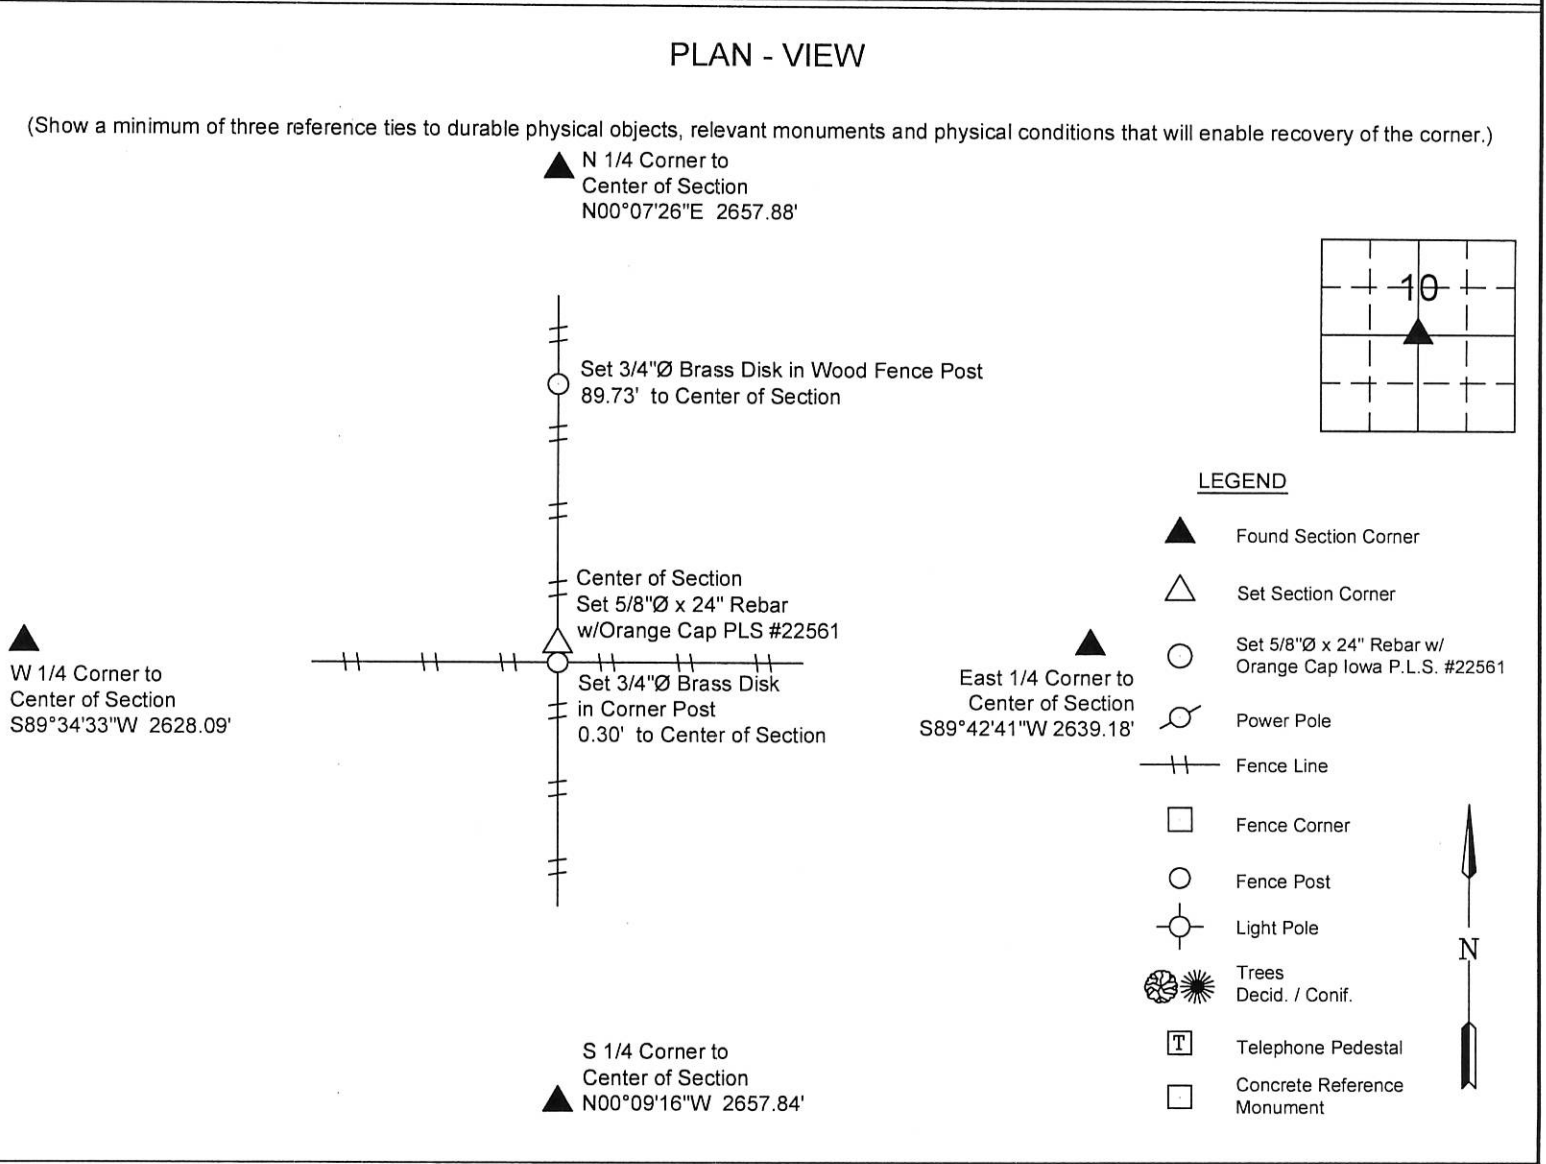 PLAN - VIEW
(Show a minimum of three reference ties to durable physical objects, relevant monuments and physical conditions that will enable recovery of the corner.)
N 1/4 Corner to
Center of Section
N00°07'26"E 2657.88'
10
Set 3/4"Ø Brass Disk in Wood Fence Post
89.73' to Center of Section
Center of Section
Set 5/8"Ø x 24" Rebar
w/Orange Cap PLS #22561
Set 3/4"Ø Brass Disk
in Corner Post
0.30' to Center of Section
W 1/4 Corner to
Center of Section
S89°34'33"W 2628.09'
East 1/4 Corner to
Center of Section
S89°42'41"W 2639.18'
S 1/4 Corner to
Center of Section
N00°09'16"W 2657.84'
LEGEND
Found Section Corner
Set Section Corner
Set 5/8"Ø x 24" Rebar w/
Orange Cap Iowa P.L.S. #22561
Power Pole
Fence Line
Fence Corner
Fence Post
Light Pole
Trees
Decid. / Conif.
T
Telephone Pedestal
Concrete Reference
Monument
N